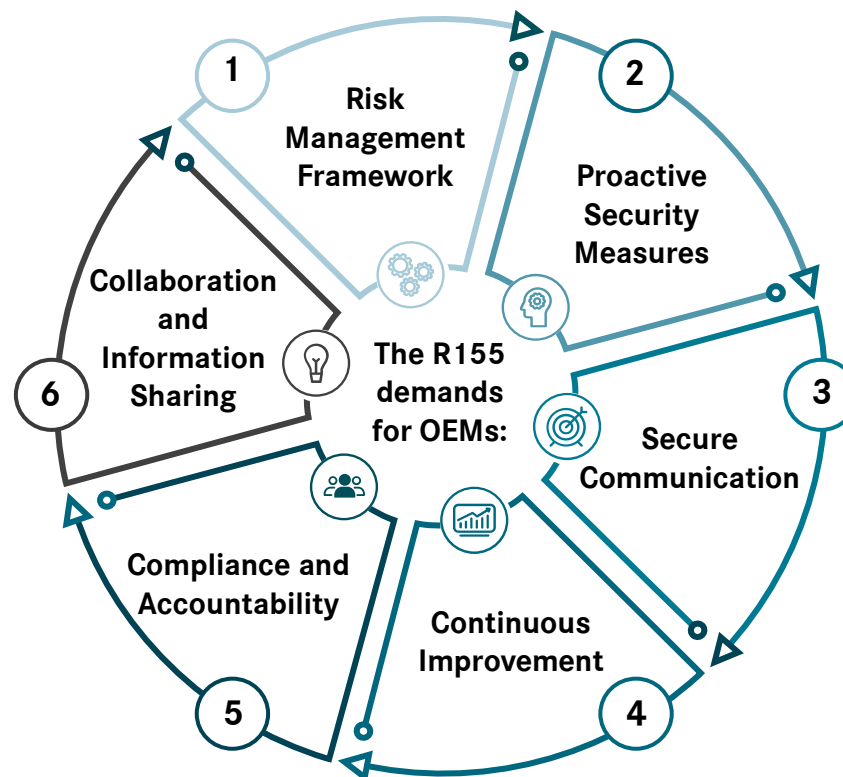 1
Risk
Management
Framework
2
Proactive
Security
Measures
3
Secure
Communication
4
Continuous
Improvement
5
Compliance and
Accountability
6
Collaboration
and
Information
Sharing
The R155
demands
for OEMs: